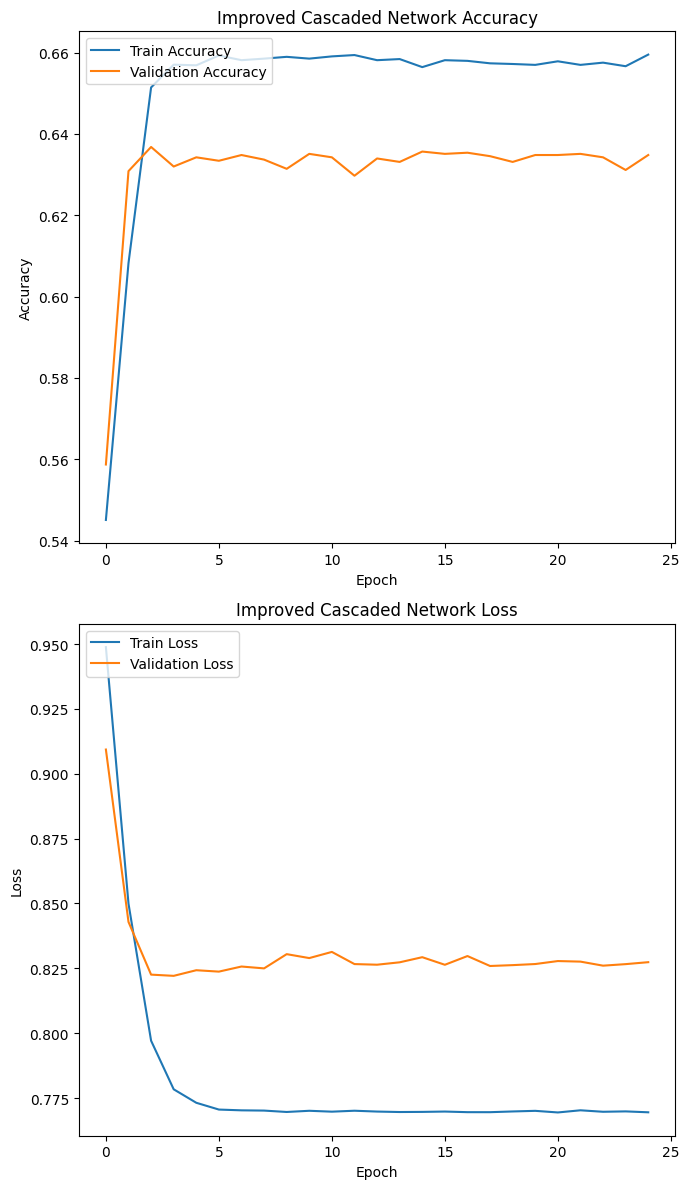 Improved Cascaded Network Accuracy
Train Accuracy
Validation Accuracy
0.66
0.64
0.62
0.60
0.58
0.56
0.54
Accuracy
0 5 10 15 20 25
Epoch
Improved Cascaded Network Loss
Train Loss
Validation Loss
0.950
0.925
0.900
0.875
0.850
0.825
0.800
0.775
Loss
0 5 10 15 20 25
Epoch